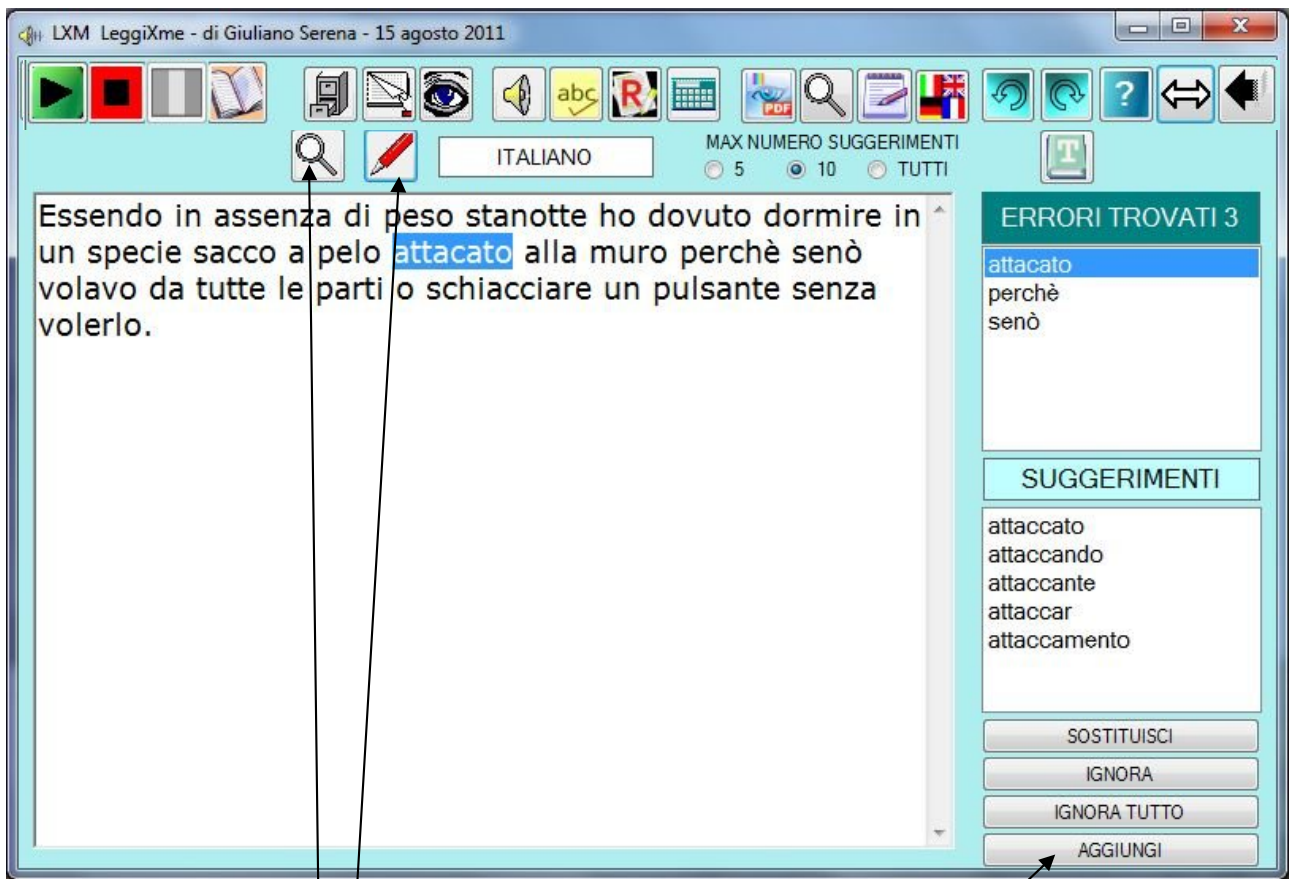 LXM LeggiXme - di Giuliano Serena - 15 agosto 2011
abc
R
PDF
?
ITALIANO
MAX NUMERO SUGGERIMENTI
5 10 TUTTI
T
Essendo in assenza di peso stanotte ho dovuto dormire in
un specie sacco a pelo attacato alla muro perchè senò
volavo da tutte le parti o schiacciare un pulsante senza
volerlo.
ERRORI TROVATI 3
attacato
perchè
senò
SUGGERIMENTI
attaccato
attaccando
attaccante
attaccar
attaccamento
SOSTITUISCI
IGNORA
IGNORA TUTTO
AGGIUNGI